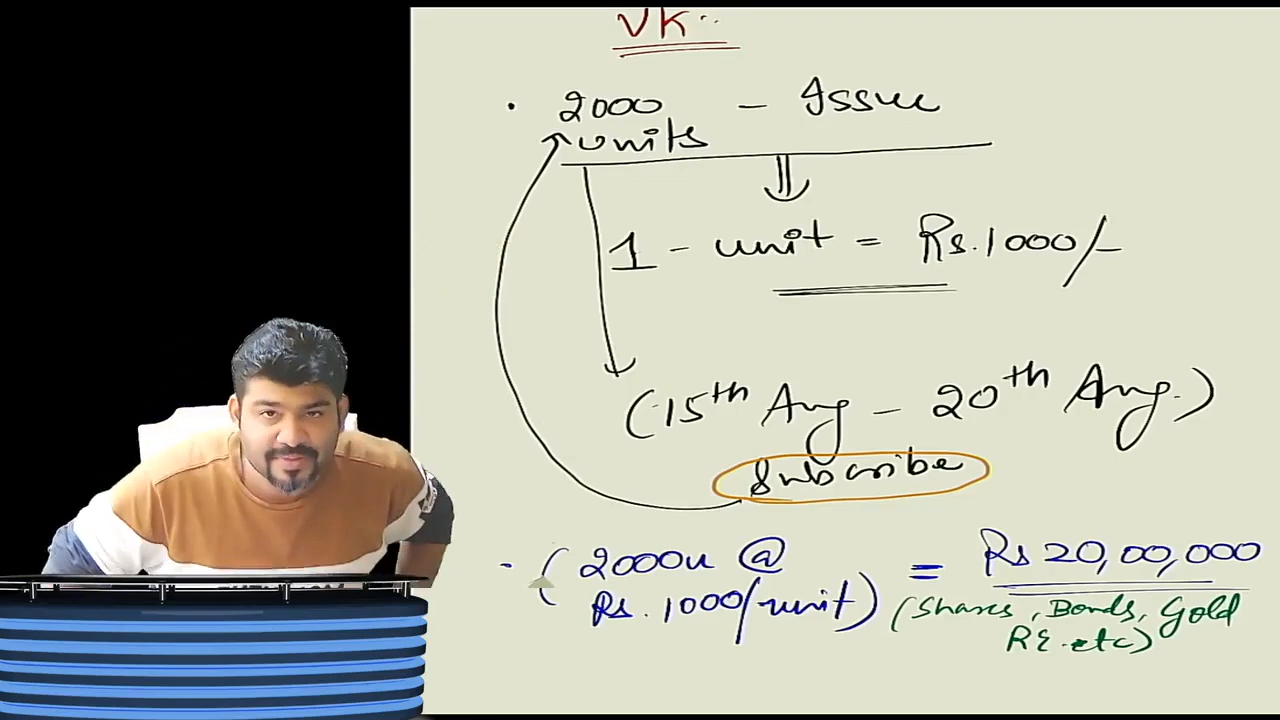 VK..
• 2000 - Issue
units
1 - unit = Rs.1000/-
(15th Aug - 20th Aug.)
Subscribe
• (2000u @ = Rs 20,00,000
Rs. 1000/unit) (Shares, Bonds, Gold
RE. etc)